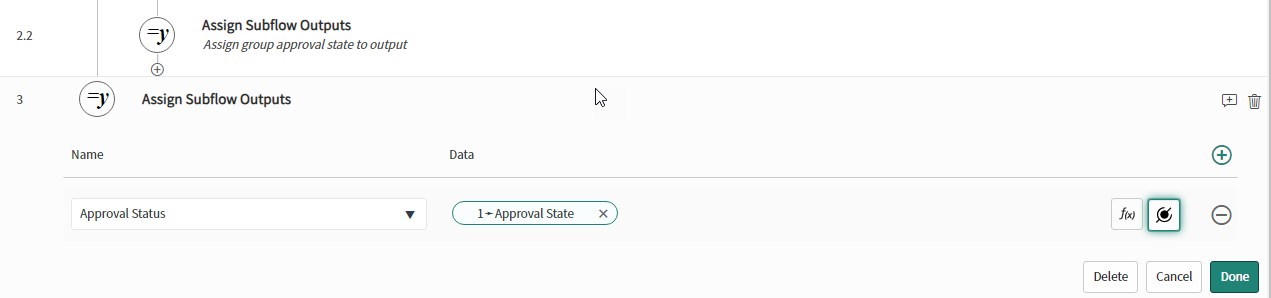 2.2
=y
Assign Subflow Outputs
Assign group approval state to output
3
=y
Assign Subflow Outputs
Name
Data
Approval Status
1➛Approval State
f(x)
Delete
Cancel
Done